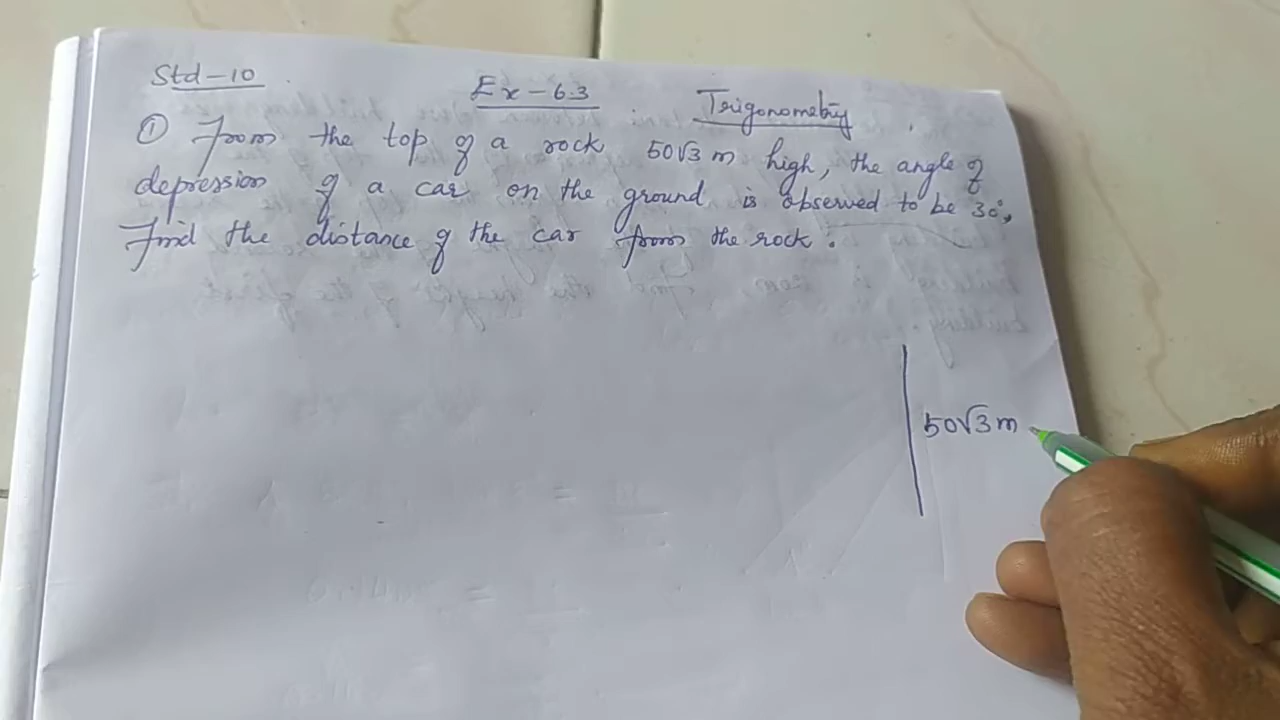 Std-10
Ex-6.3
Trigonometry
① From the top of a rock 50√3 m high, the angle of
depression of a car on the ground is observed to be 30°,
Find the distance of the car from the rock.
50√3 m